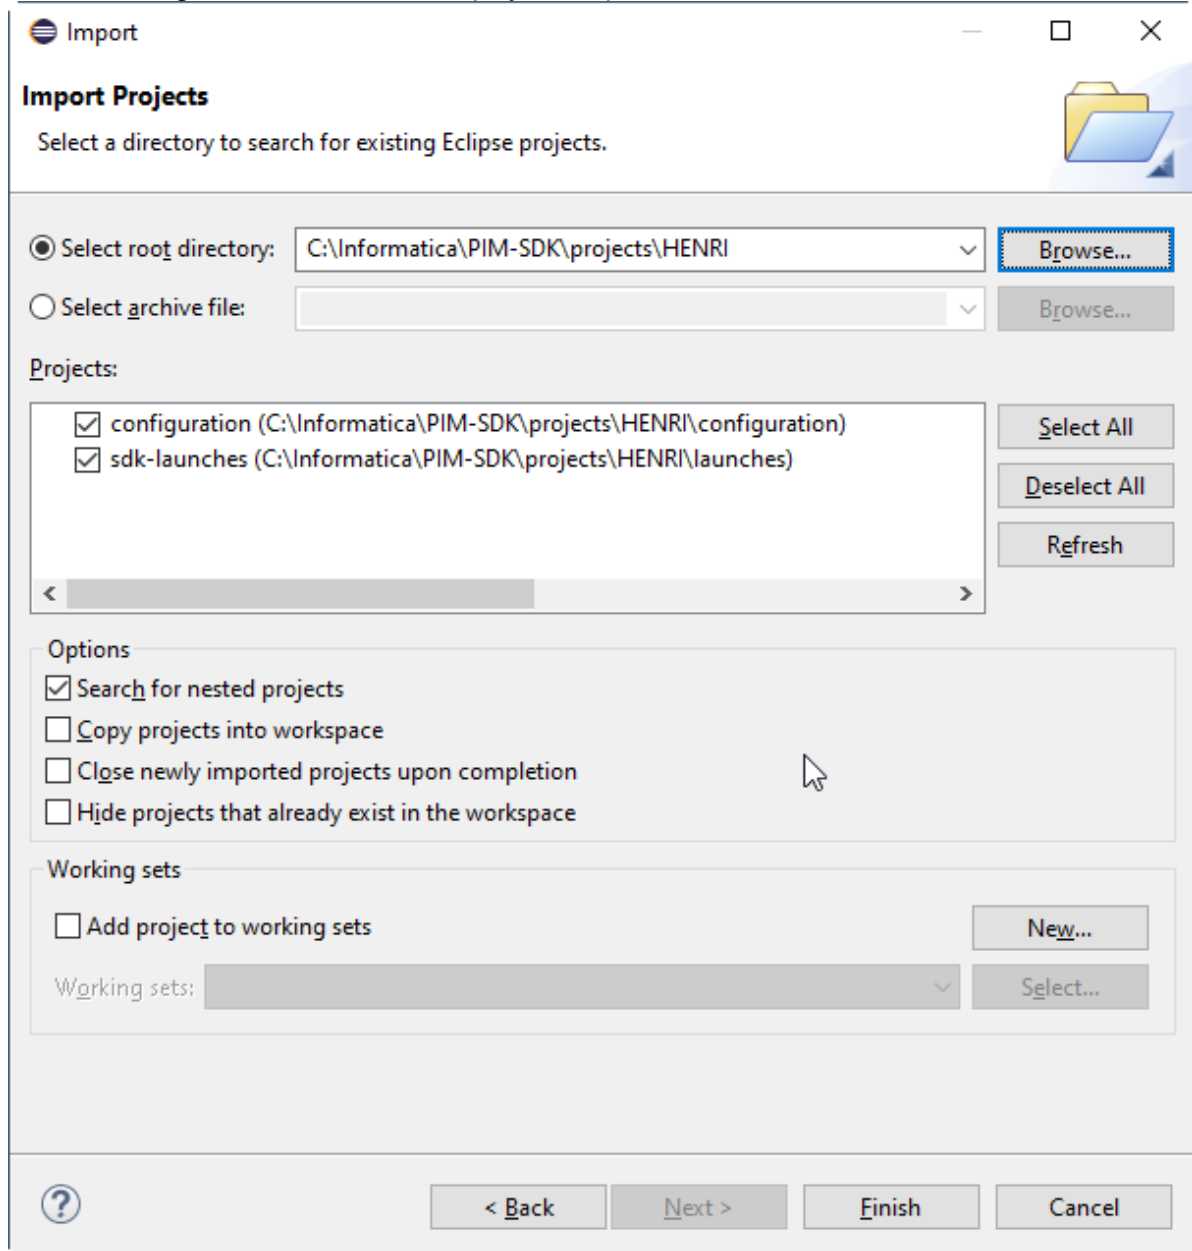 Import
Import Projects
Select a directory to search for existing Eclipse projects.
Select root directory: C:\Informatica\PIM-SDK\projects\HENRI Browse...
Select archive file: Browse...
Projects:
configuration (C:\Informatica\PIM-SDK\projects\HENRI\configuration) Select All
sdk-launches (C:\Informatica\PIM-SDK\projects\HENRI\launches)
Deselect All
Refresh
Options
Search for nested projects
Copy projects into workspace
Close newly imported projects upon completion
Hide projects that already exist in the workspace
Working sets
Add project to working sets New...
Working sets: Select...
? < Back Next > Finish Cancel